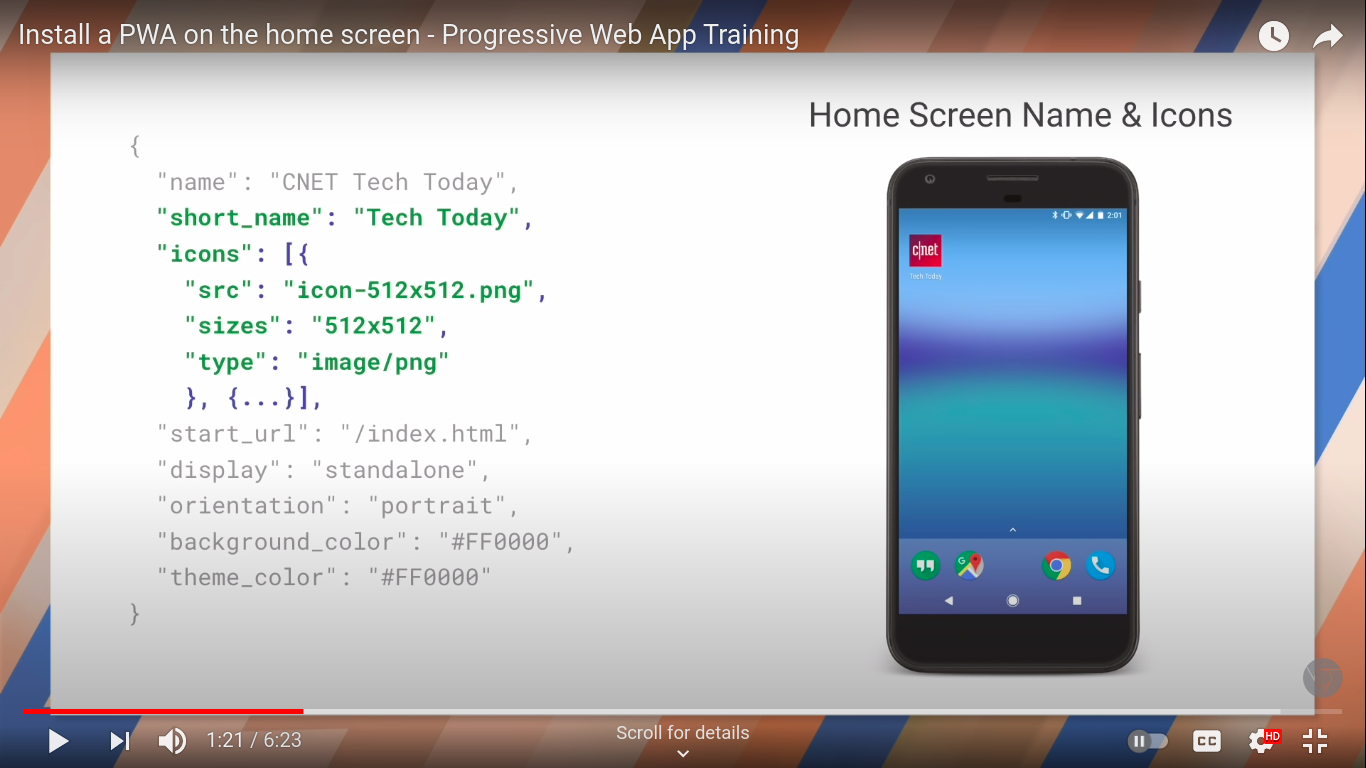 Install a PWA on the home screen - Progressive Web App Training
Home Screen Name & Icons
{
"name": "CNET Tech Today",
"short_name": "Tech Today",
"icons": [{
"src": "icon-512x512.png",
"sizes": "512x512",
"type": "image/png"
}, {...}],
"start_url": "/index.html",
"display": "standalone",
"orientation": "portrait",
"background_color": "#FF0000",
"theme_color": "#FF0000"
}
2:01
c|net
Tech Today
G
1:21 / 6:23
Scroll for details
CC
HD